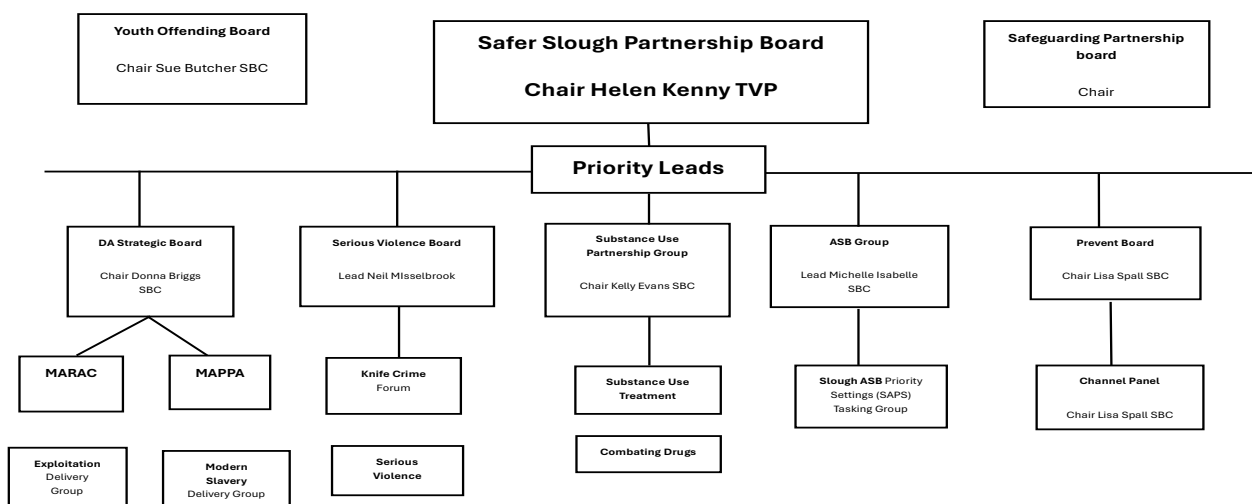 Youth Offending Board
Chair Sue Butcher SBC
Safer Slough Partnership Board
Chair Helen Kenny TVP
Safeguarding Partnership
board
Chair
Priority Leads
DA Strategic Board
Chair Donna Briggs
SBC
Serious Violence Board
Lead Neil MIsselbrook
Substance Use
Partnership Group
Chair Kelly Evans SBC
ASB Group
Lead Michelle Isabelle
SBC
Prevent Board
Chair Lisa Spall SBC
MARAC
MAPPA
Knife Crime
Forum
Substance Use
Treatment
Slough ASB Priority
Settings (SAPS)
Tasking Group
Channel Panel
Chair Lisa Spall SBC
Exploitation
Delivery
Group
Modern
Slavery
Delivery Group
Serious
Violence
Combating Drugs